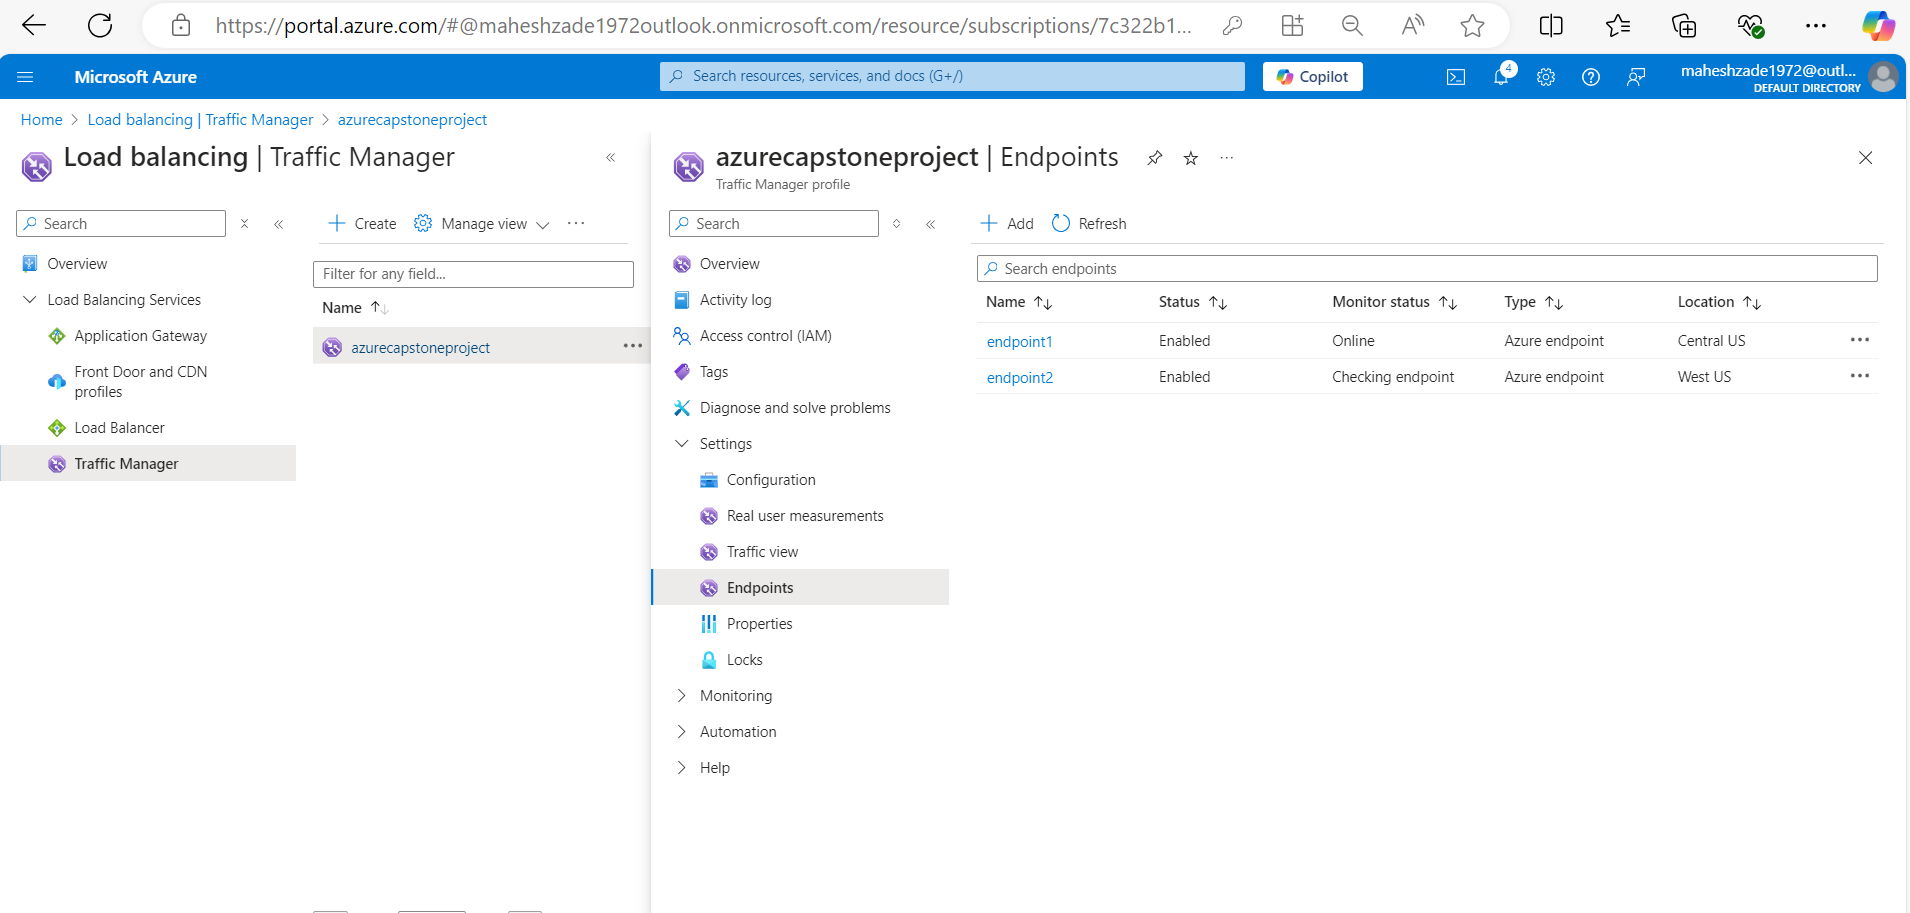 https://portal.azure.com/#@maheshzade1972outlook.onmicrosoft.com/resource/subscriptions/7c322b1...
Microsoft Azure
Search resources, services, and docs (G+/)
Copilot
4
maheshzade1972@outl...
DEFAULT DIRECTORY
Home > Load balancing | Traffic Manager > azurecapstoneproject
Load balancing | Traffic Manager
Search
Overview
Load Balancing Services
Application Gateway
Front Door and CDN
profiles
Load Balancer
Traffic Manager
Create
Manage view
Filter for any field...
Name
azurecapstoneproject
azurecapstoneproject | Endpoints
Traffic Manager profile
Search
Overview
Activity log
Access control (IAM)
Tags
Diagnose and solve problems
Settings
Configuration
Real user measurements
Traffic view
Endpoints
Properties
Locks
Monitoring
Automation
Help
Add
Refresh
Search endpoints
Name Status Monitor status Type Location
endpoint1 Enabled Online Azure endpoint Central US
endpoint2 Enabled Checking endpoint Azure endpoint West US